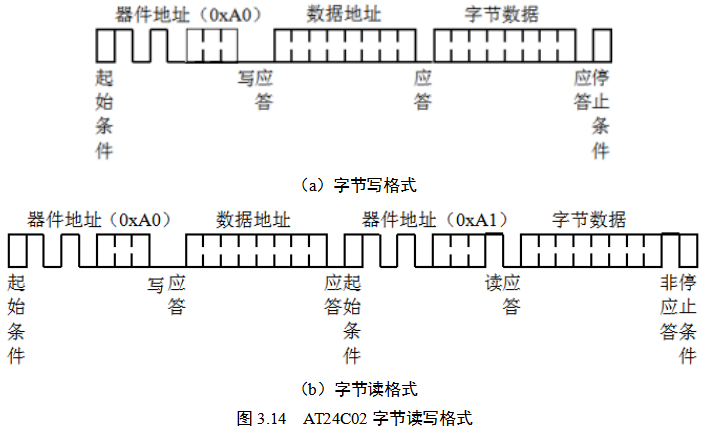 器件地址（0xA0） 数据地址 字节数据
起始条件 写 应答 应答 应答 停止条件
（a）字节写格式
器件地址（0xA0） 数据地址 器件地址（0xA1） 字节数据
起始条件 写 应答 应答 起始条件 读 应答 非应答 停止条件
（b）字节读格式
图 3.14 AT24C02 字节读写格式